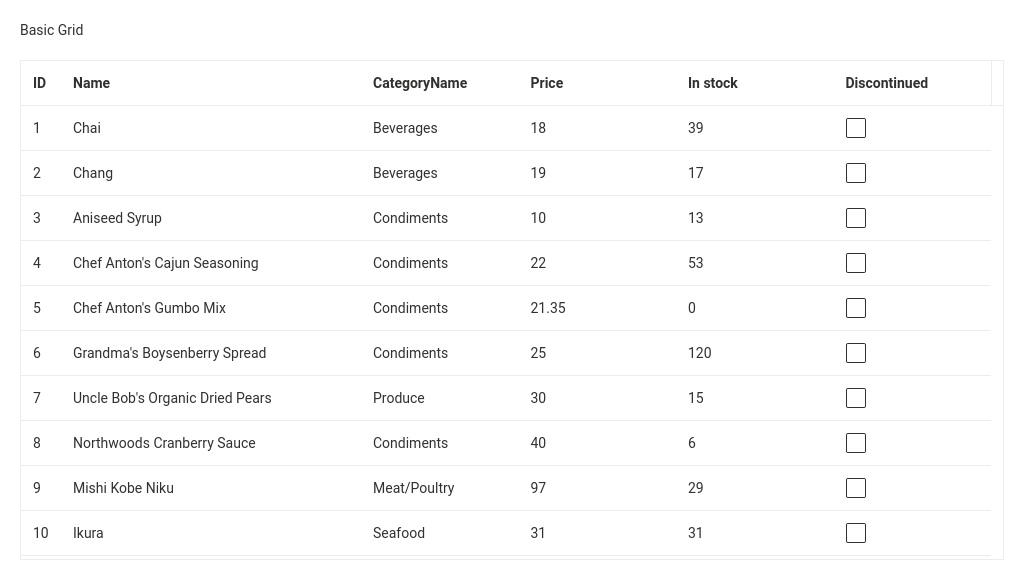 Basic Grid
ID Name CategoryName Price In stock Discontinued
1 Chai Beverages 18 39
2 Chang Beverages 19 17
3 Aniseed Syrup Condiments 10 13
4 Chef Anton's Cajun Seasoning Condiments 22 53
5 Chef Anton's Gumbo Mix Condiments 21.35 0
6 Grandma's Boysenberry Spread Condiments 25 120
7 Uncle Bob's Organic Dried Pears Produce 30 15
8 Northwoods Cranberry Sauce Condiments 40 6
9 Mishi Kobe Niku Meat/Poultry 97 29
10 Ikura Seafood 31 31